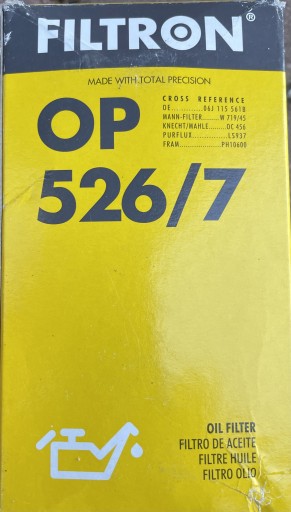 FILTRON®
MADE WITH TOTAL PRECISION
OP
526/7
CROSS REFERENCE
OE..............06J 115 561B
MANN-FILTER........W 719/45
KNECHT/MAHLE.......OC 456
PURFLUX..................LS937
FRAM....................PH10600
OIL FILTER
FILTRO DE ACEITE
FILTRE HUILE
FILTRO OLIO